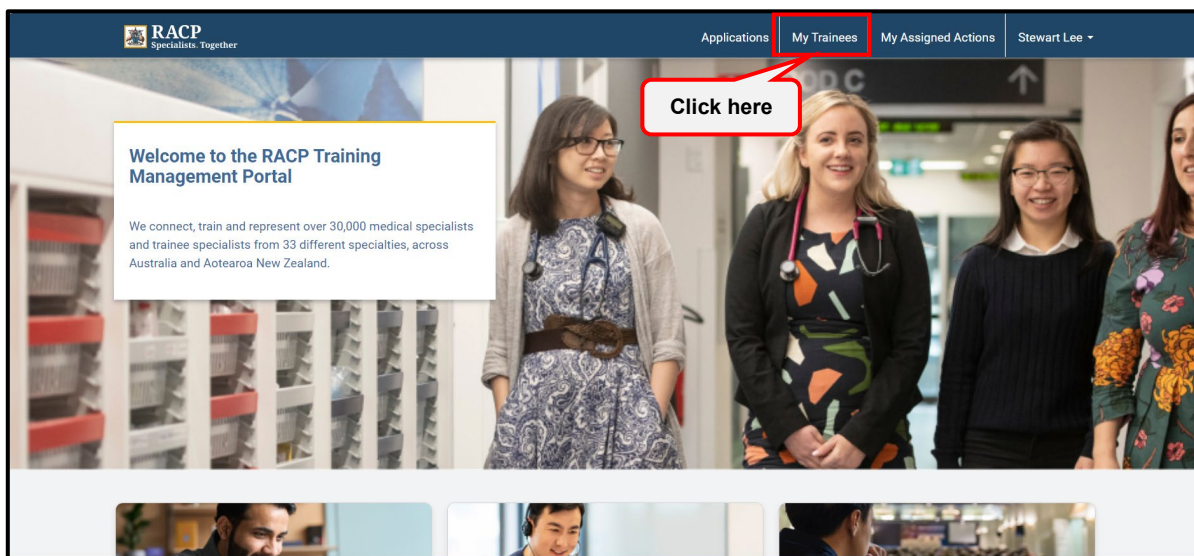 RACP
Specialists. Together
Applications
My Trainees
My Assigned Actions
Stewart Lee
Click here
POD C
Welcome to the RACP Training
Management Portal
We connect, train and represent over 30,000 medical specialists
and trainee specialists from 33 different specialties, across
Australia and Aotearoa New Zealand.